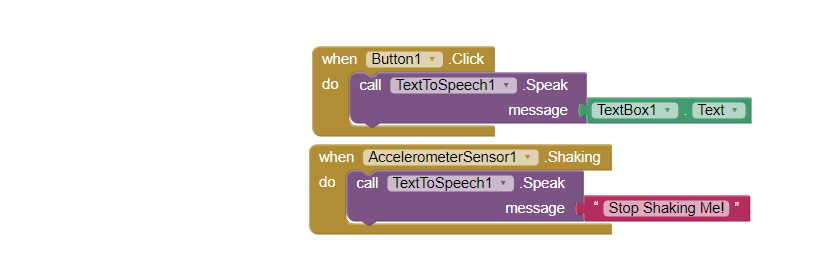 when Button1 .Click
do call TextToSpeech1 .Speak
message TextBox1 . Text
when AccelerometerSensor1 .Shaking
do call TextToSpeech1 .Speak
message “ Stop Shaking Me! ”